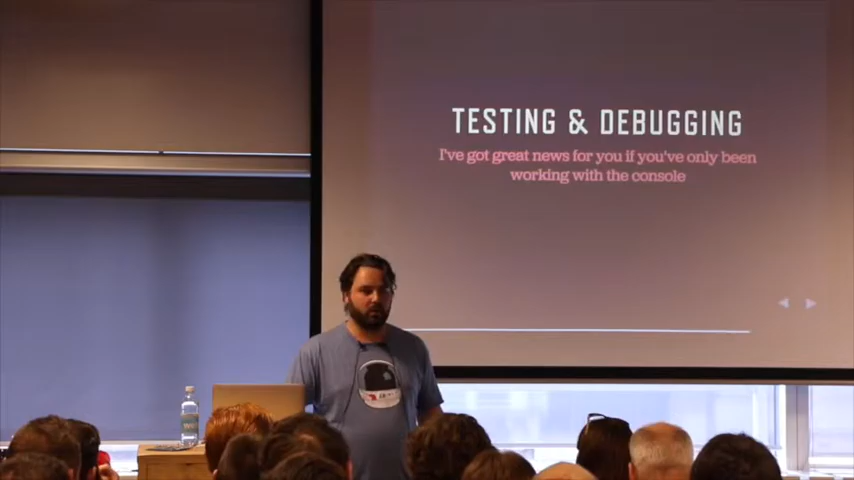 TESTING & DEBUGGING
I've got great news for you if you've only been
working with the console